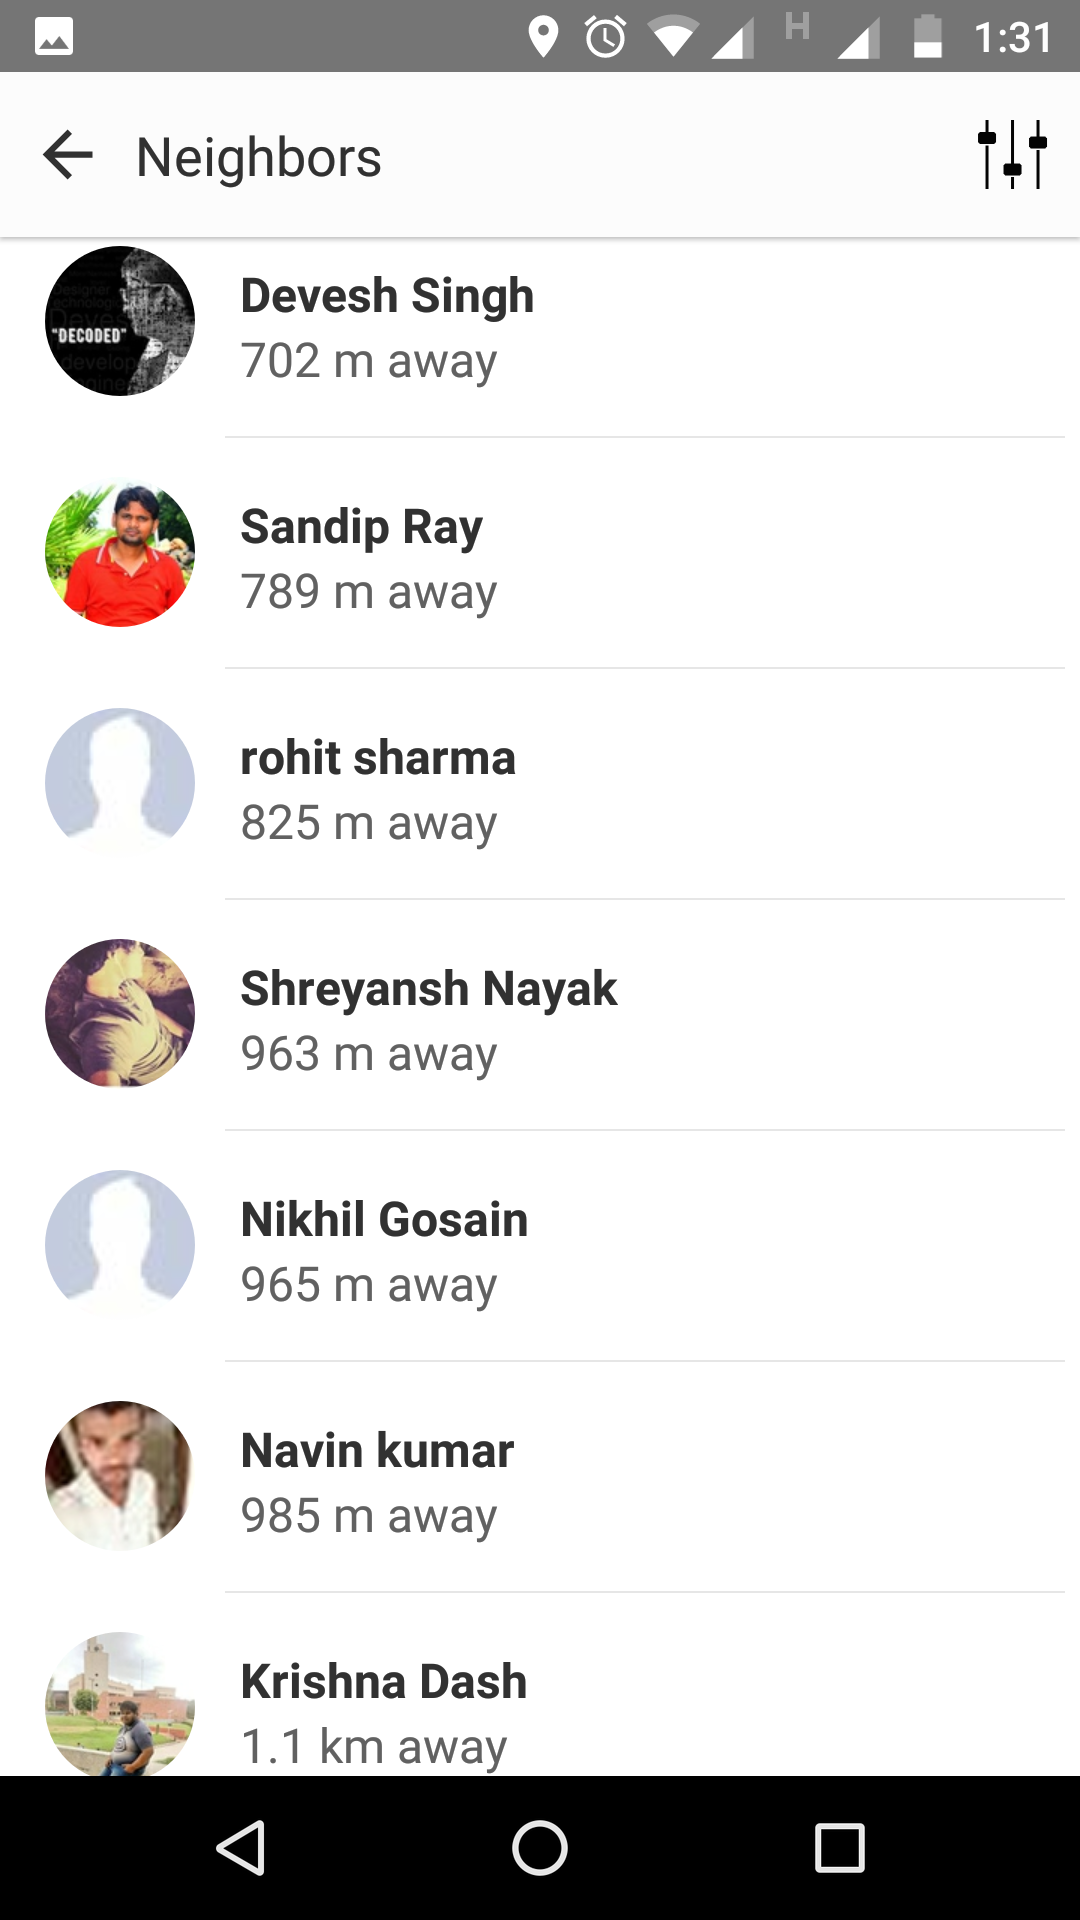 H 1:31
Neighbors
"DECODED"
Devesh Singh
702 m away
Sandip Ray
789 m away
rohit sharma
825 m away
Shreyansh Nayak
963 m away
Nikhil Gosain
965 m away
Navin kumar
985 m away
Krishna Dash
1.1 km away